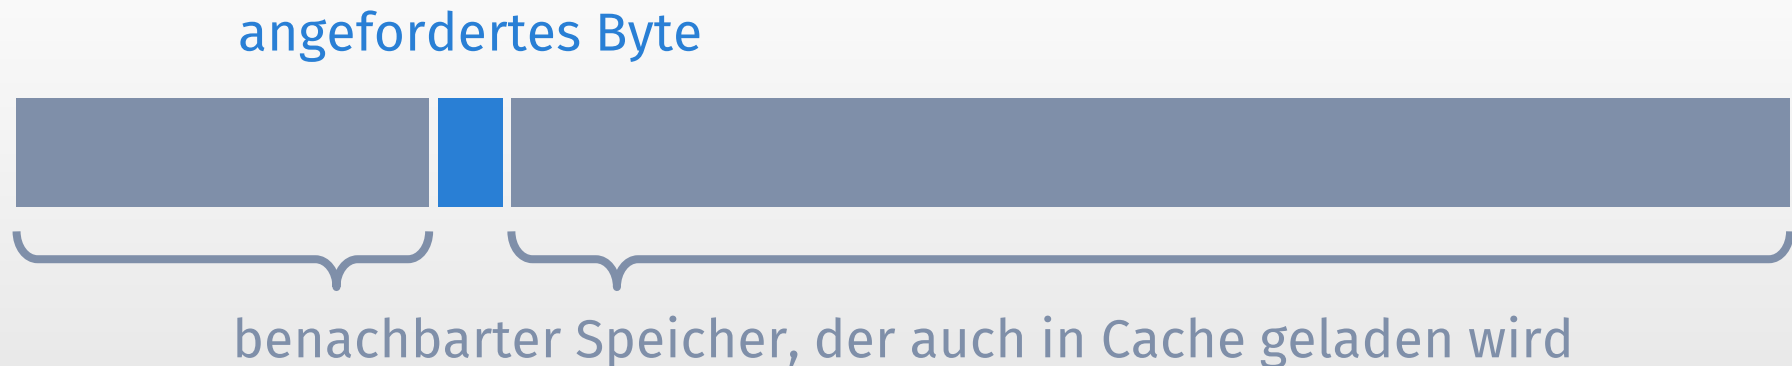 angefordertes Byte
benachbarter Speicher, der auch in Cache geladen wird